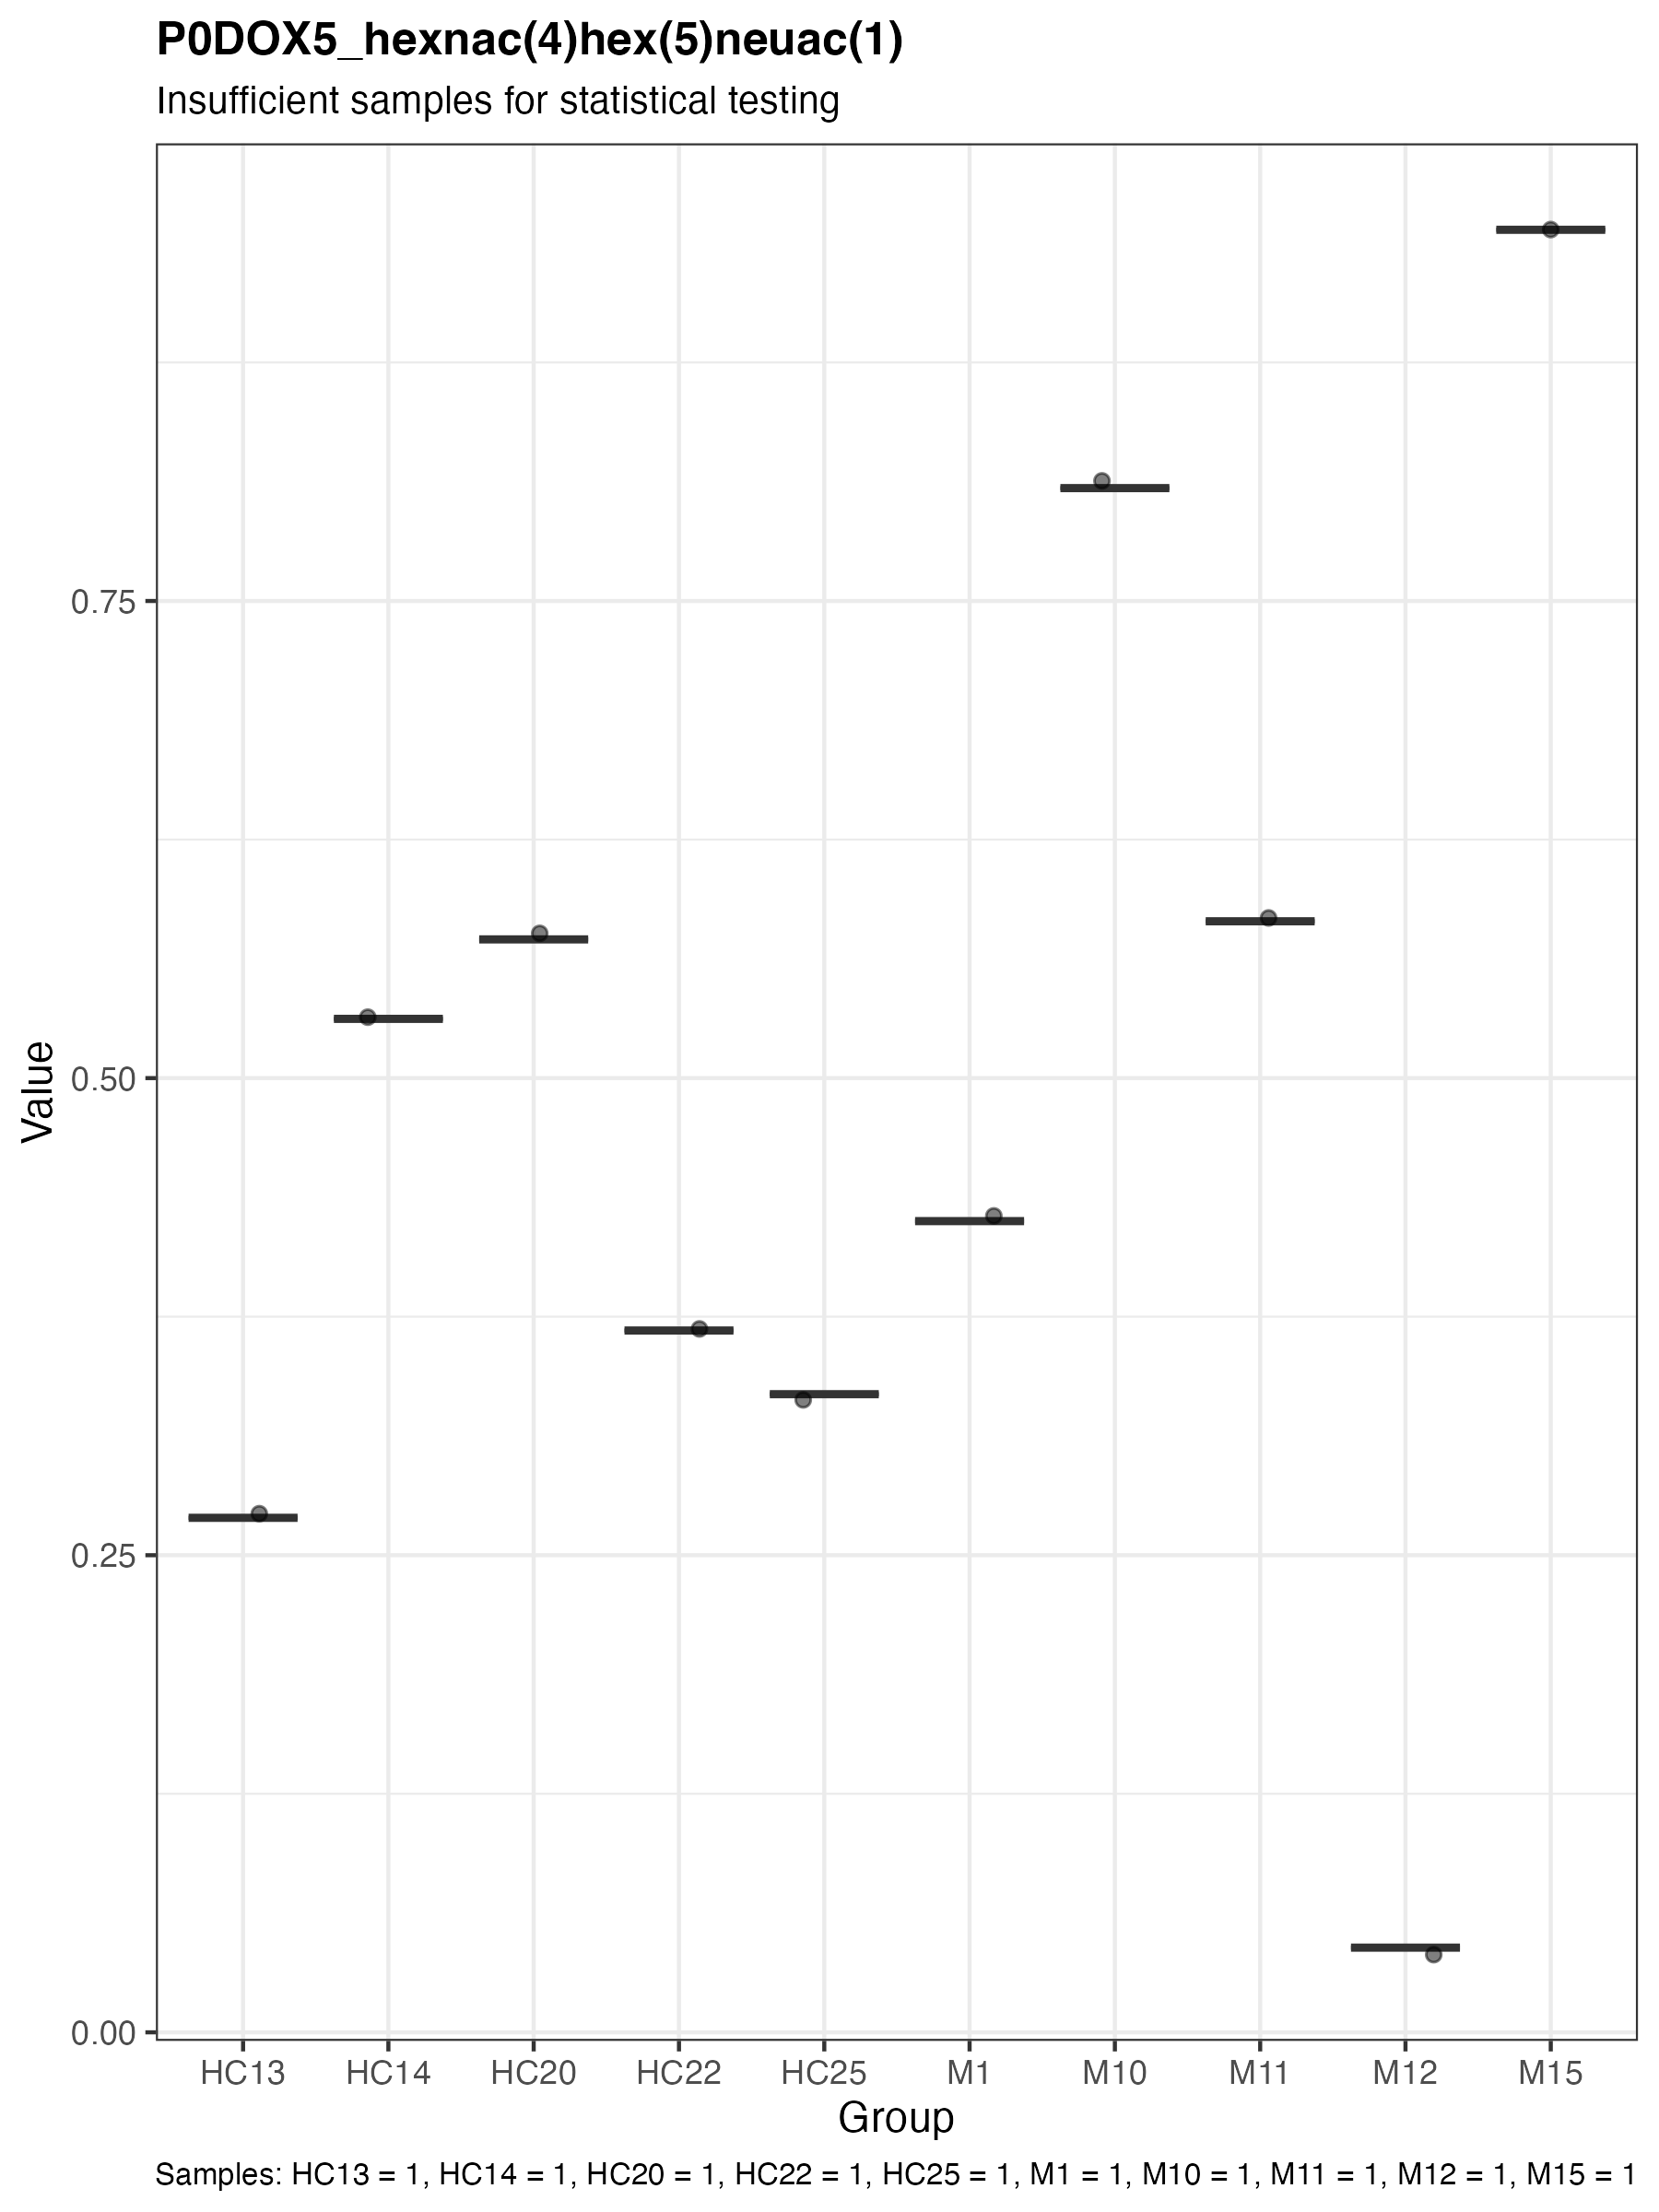 P0DOX5_hexnac(4)hex(5)neuac(1)
Insufficient samples for statistical testing
0.75
0.50
0.25
0.00
Value
HC13 HC14 HC20 HC22 HC25 M1 M10 M11 M12 M15
Group
Samples: HC13 = 1, HC14 = 1, HC20 = 1, HC22 = 1, HC25 = 1, M1 = 1, M10 = 1, M11 = 1, M12 = 1, M15 = 1